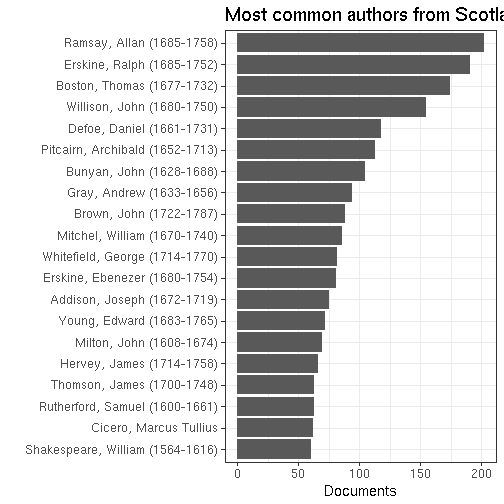 Most common authors from Scotla
Ramsay, Allan (1685-1758)
Erskine, Ralph (1685-1752)
Boston, Thomas (1677-1732)
Willison, John (1680-1750)
Defoe, Daniel (1661-1731)
Pitcairn, Archibald (1652-1713)
Bunyan, John (1628-1688)
Gray, Andrew (1633-1656)
Brown, John (1722-1787)
Mitchel, William (1670-1740)
Whitefield, George (1714-1770)
Erskine, Ebenezer (1680-1754)
Addison, Joseph (1672-1719)
Young, Edward (1683-1765)
Milton, John (1608-1674)
Hervey, James (1714-1758)
Thomson, James (1700-1748)
Rutherford, Samuel (1600-1661)
Cicero, Marcus Tullius
Shakespeare, William (1564-1616)
0 50 100 150 200
Documents